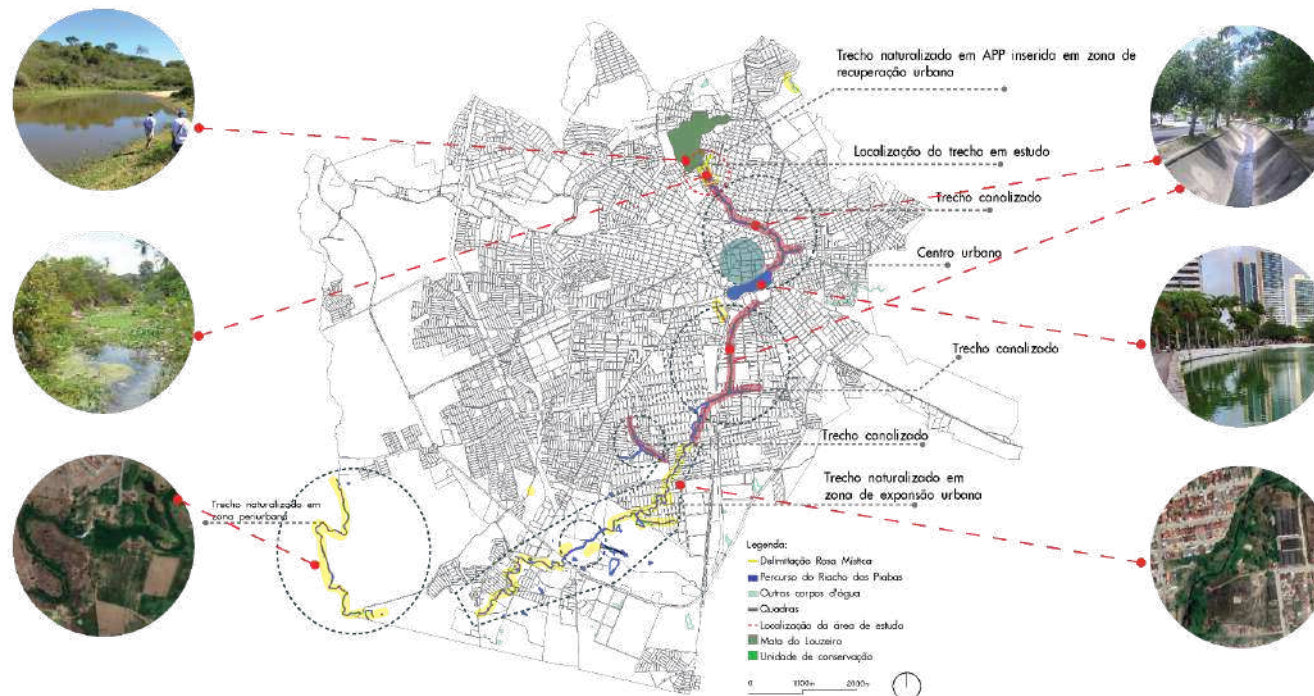 Trecho naturalizado em APP inserida em zona de
recuperação urbana
Localização do trecho em estudo
Trecho canalizado
Centro urbano
Trecho canalizado
Trecho canalizado
Trecho naturalizado em
zona de expansão urbana
Trecho naturalizado em
zona periurbana
Legenda:
Delimitação Rosa Mística
Percurso do Riacho das Piabas
Outros corpos d'água
Quadras
Localização da área de estudo
Mata do Louzeiro
Unidade de conservação
0 1100m 2000m